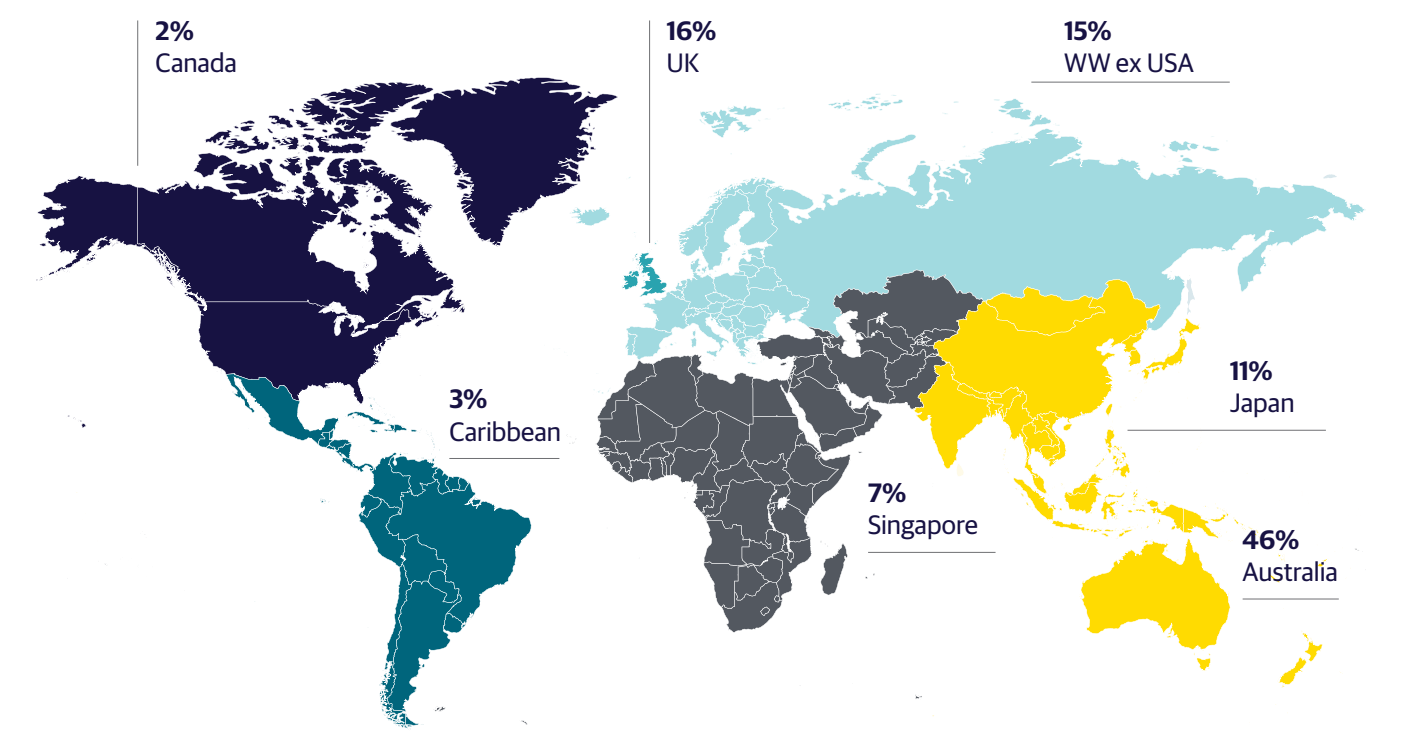 2%
Canada
16%
UK
15%
WW ex USA
3%
Caribbean
11%
Japan
7%
Singapore
46%
Australia